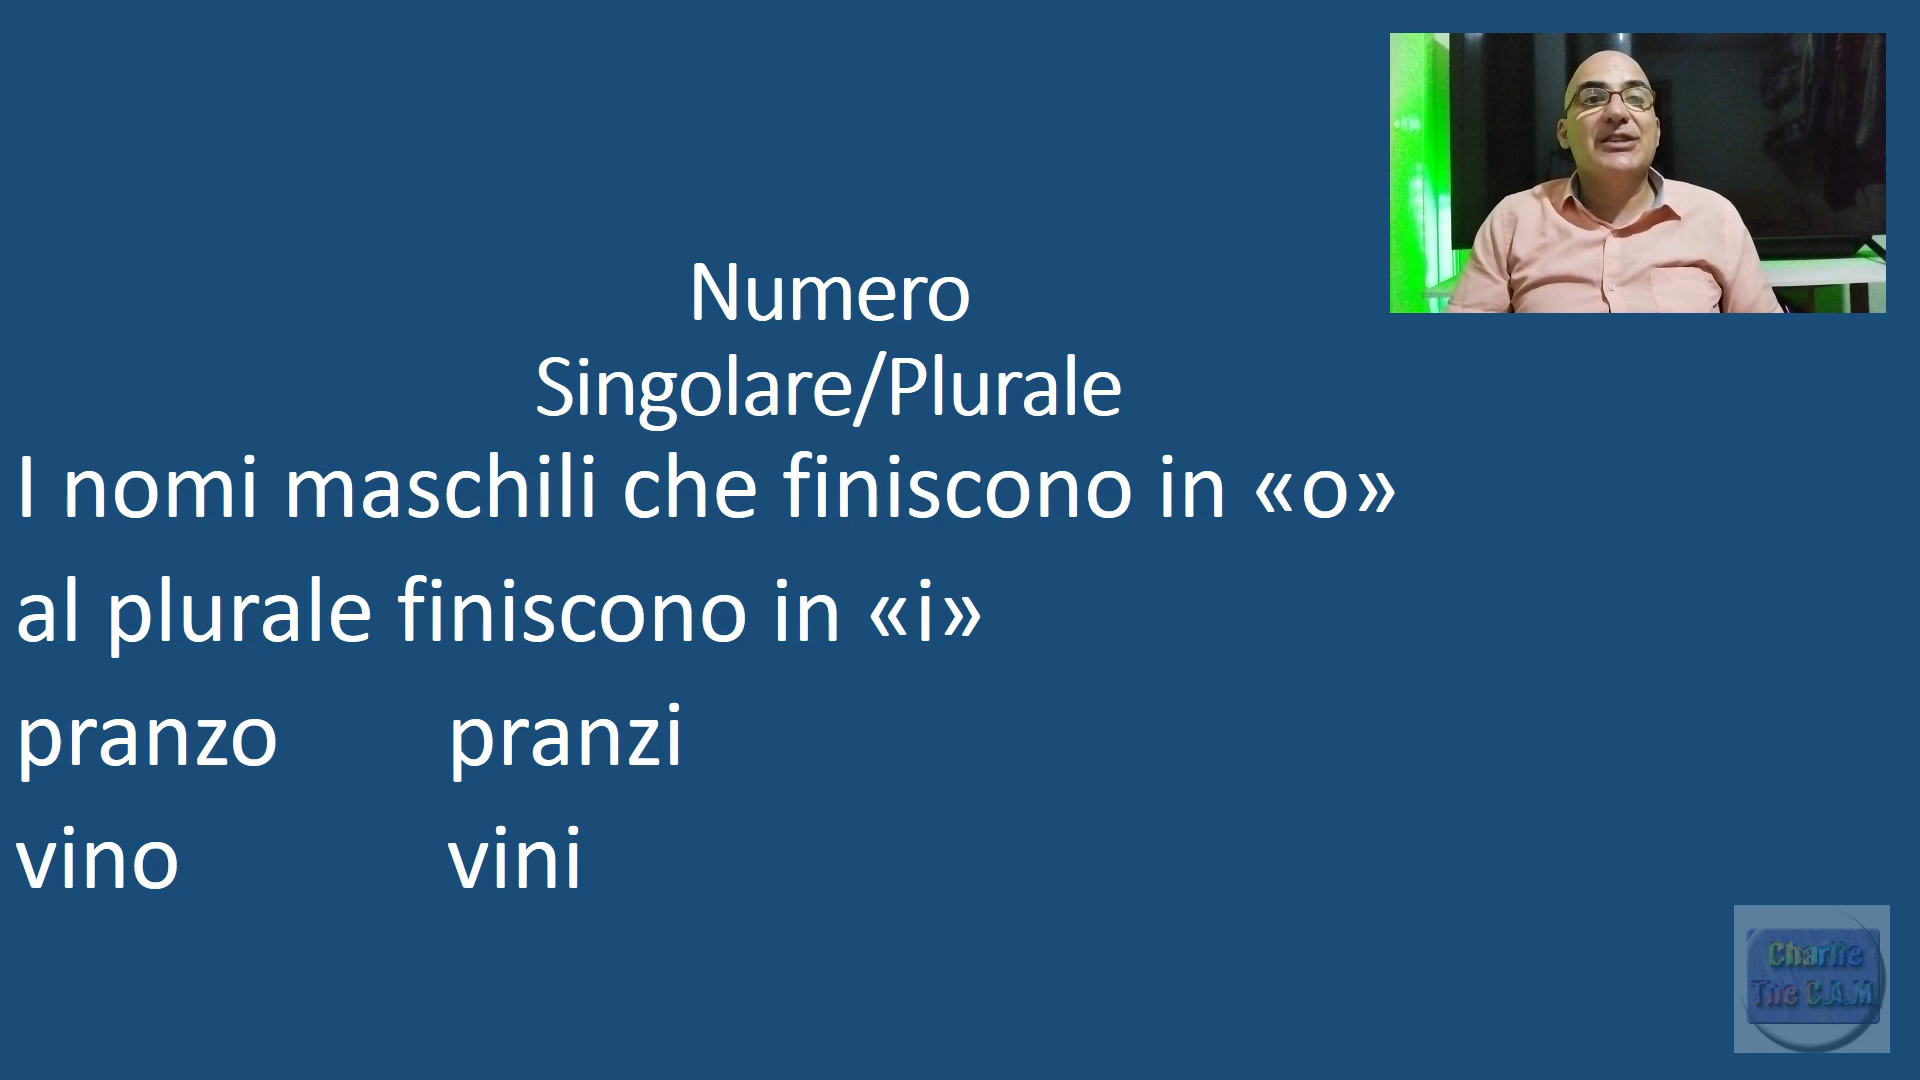 Numero
Singolare/Plurale
I nomi maschili che finiscono in «o»
al plurale finiscono in «i»
pranzo pranzi
vino vini
Charlie
The C.A.M